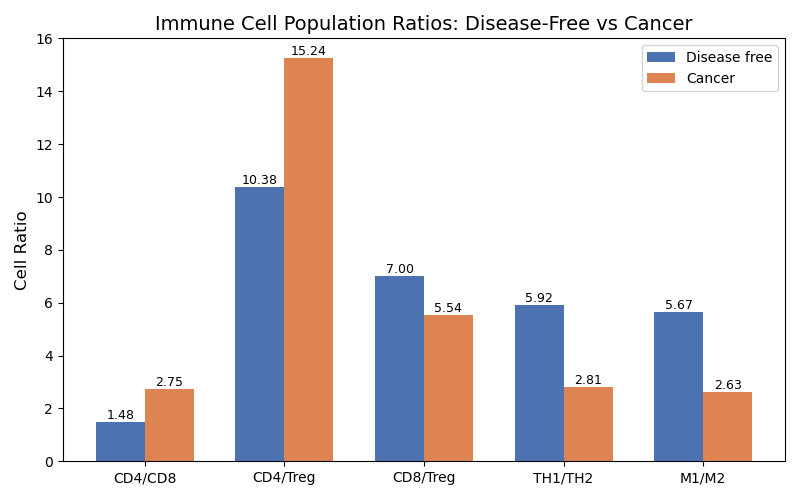 Immune Cell Population Ratios: Disease-Free vs Cancer
Disease free
Cancer
Cell Ratio
16
14
12
10
8
6
4
2
0
1.48
2.75
10.38
15.24
7.00
5.54
5.92
2.81
5.67
2.63
CD4/CD8
CD4/Treg
CD8/Treg
TH1/TH2
M1/M2